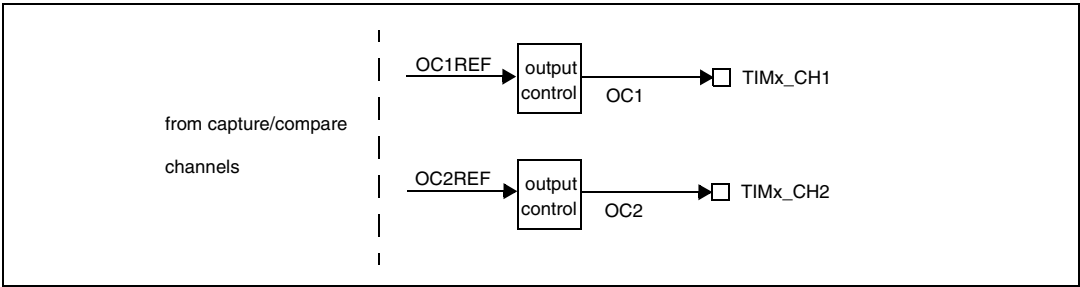 OC1REF
output
control
OC1
TIMx_CH1
from capture/compare
channels
OC2REF
output
control
OC2
TIMx_CH2